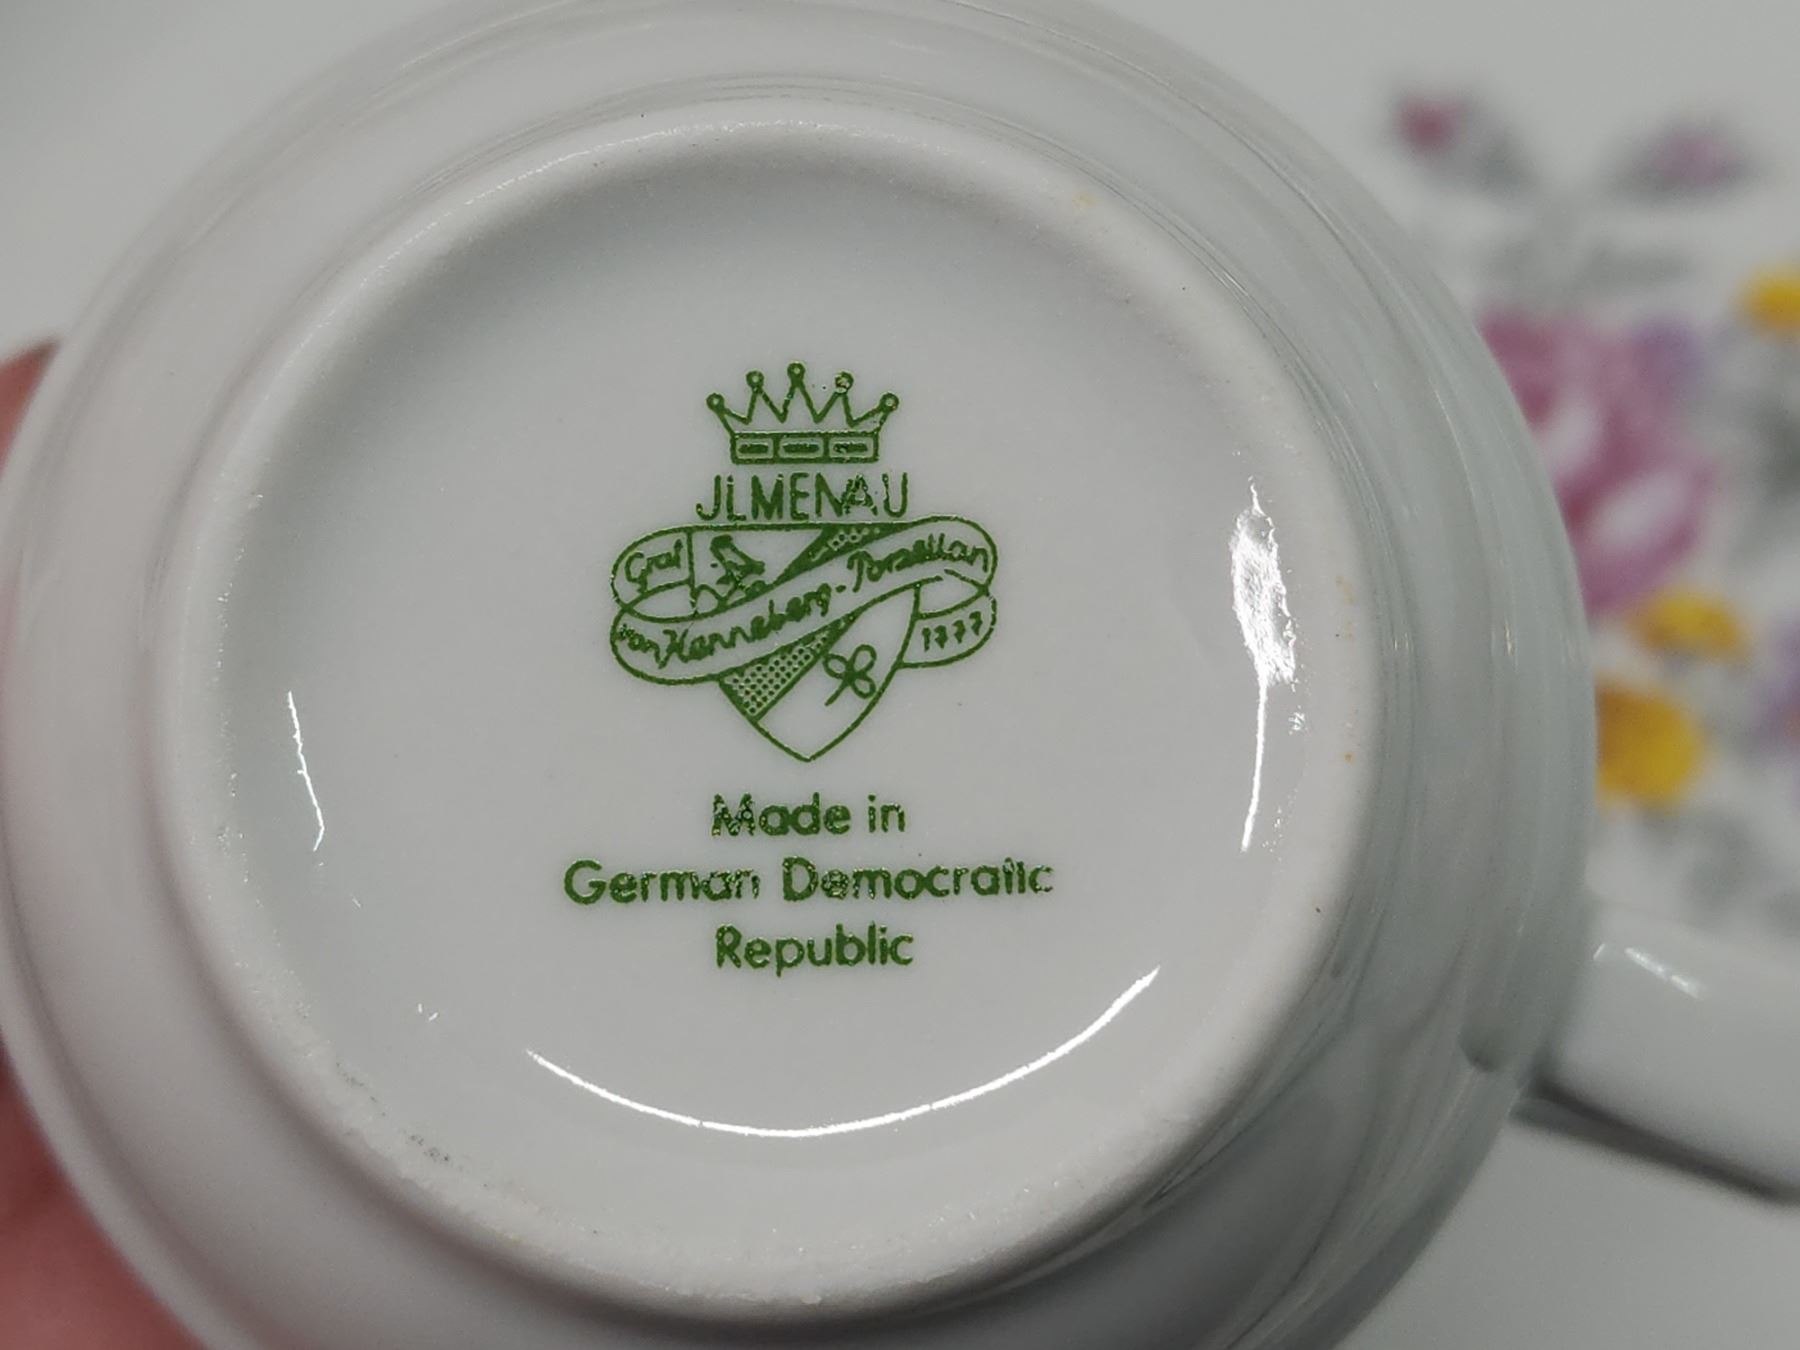 JLMENAU
Graf
von Henneberg-Porzellan
1777
Made in
German Democratic
Republic